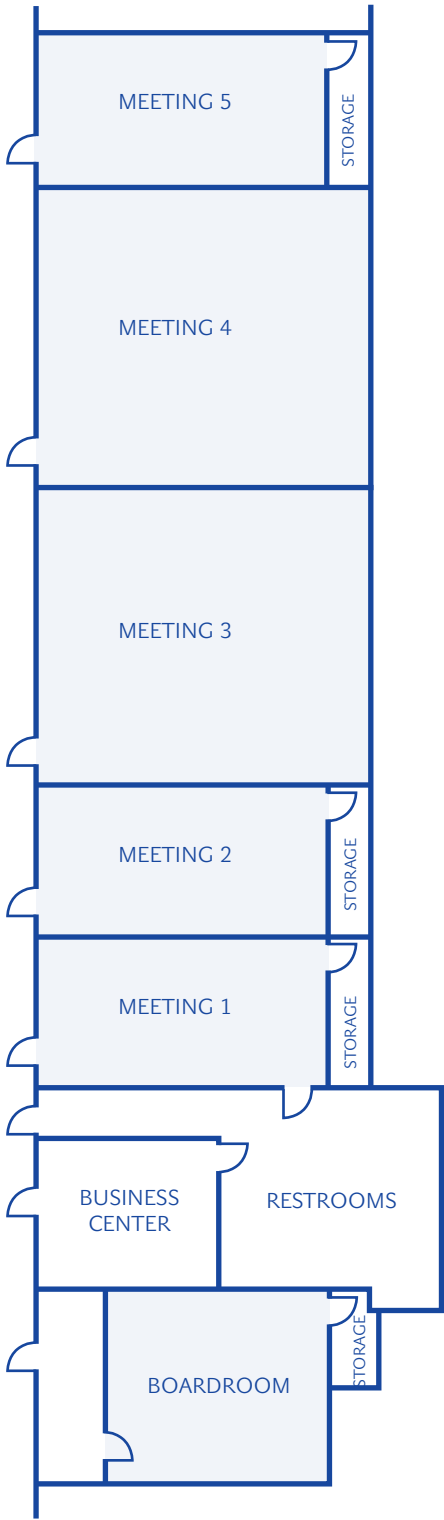 MEETING 5
STORAGE
MEETING 4
MEETING 3
MEETING 2
STORAGE
MEETING 1
STORAGE
BUSINESS
CENTER
RESTROOMS
STORAGE
BOARDROOM